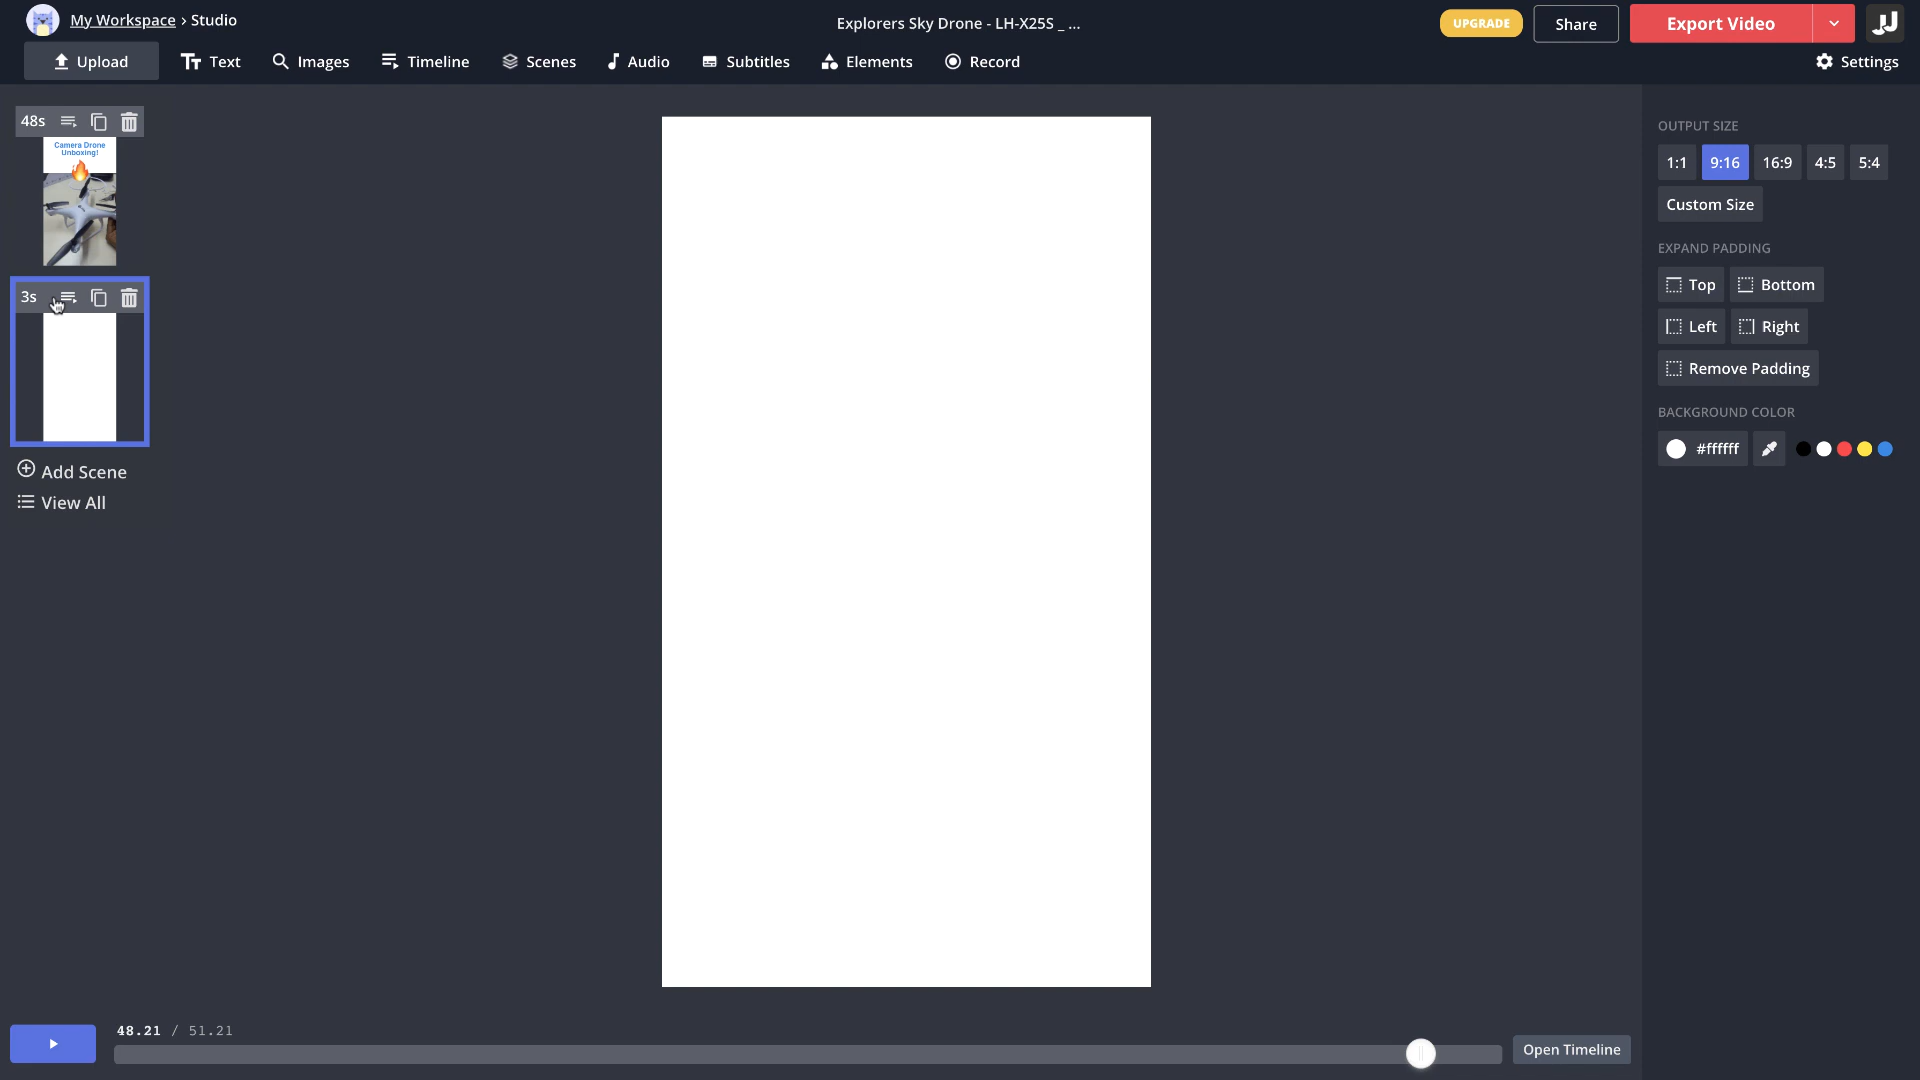 My Workspace › Studio
Explorers Sky Drone - LH-X25S _ ...
UPGRADE
Share
Export Video
Upload
Text
Images
Timeline
Scenes
Audio
Subtitles
Elements
Record
Settings
48s
Camera Drone
Unboxing!
3s
Add Scene
View All
OUTPUT SIZE
1:1
9:16
16:9
4:5
5:4
Custom Size
EXPAND PADDING
Top
Bottom
Left
Right
Remove Padding
BACKGROUND COLOR
#ffffff
48.21 / 51.21
Open Timeline